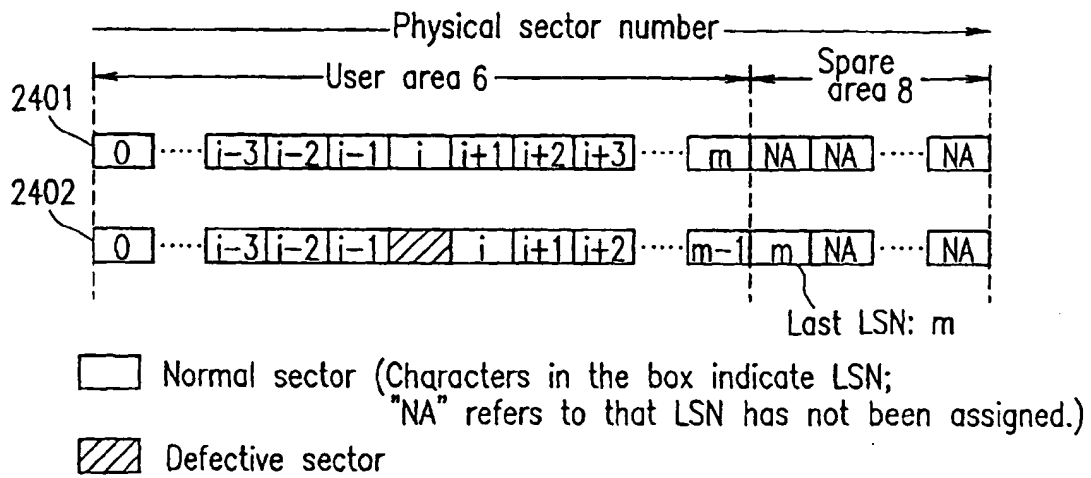 Physical sector number
User area 6
Spare area 8
2401
0 ..... i-3 i-2 i-1 i i+1 i+2 i+3 ..... m NA NA ..... NA
2402
0 ..... i-3 i-2 i-1 i i+1 i+2 ..... m-1 m NA ..... NA
Last LSN: m
Normal sector (Characters in the box indicate LSN;
"NA" refers to that LSN has not been assigned.)
Defective sector